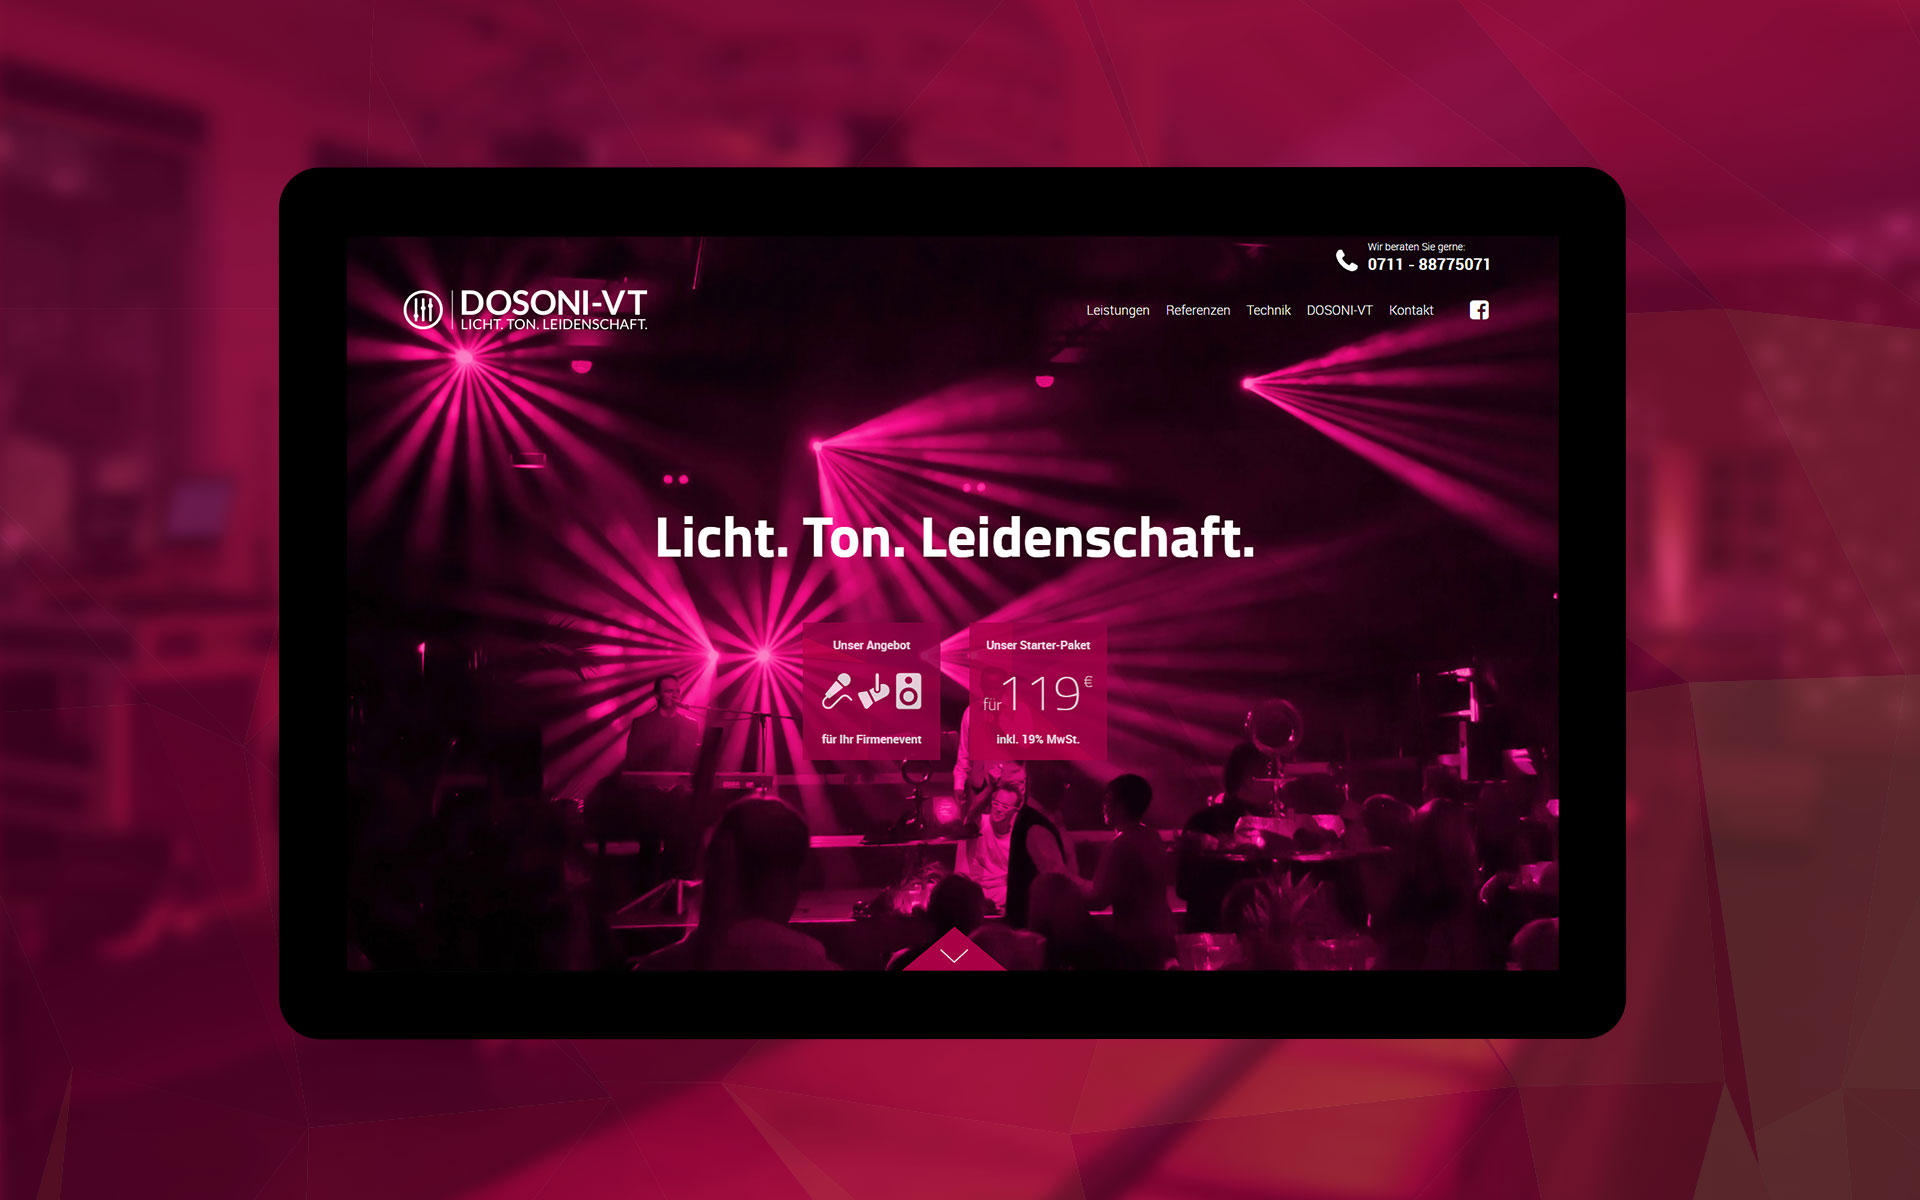 Wir beraten Sie gerne:
0711 - 88775071
DOSONI-VT
LICHT. TON. LEIDENSCHAFT.
Leistungen Referenzen Technik DOSONI-VT Kontakt
Licht. Ton. Leidenschaft.
Unser Angebot
für Ihr Firmenevent
Unser Starter-Paket
für 119 €
inkl. 19% MwSt.